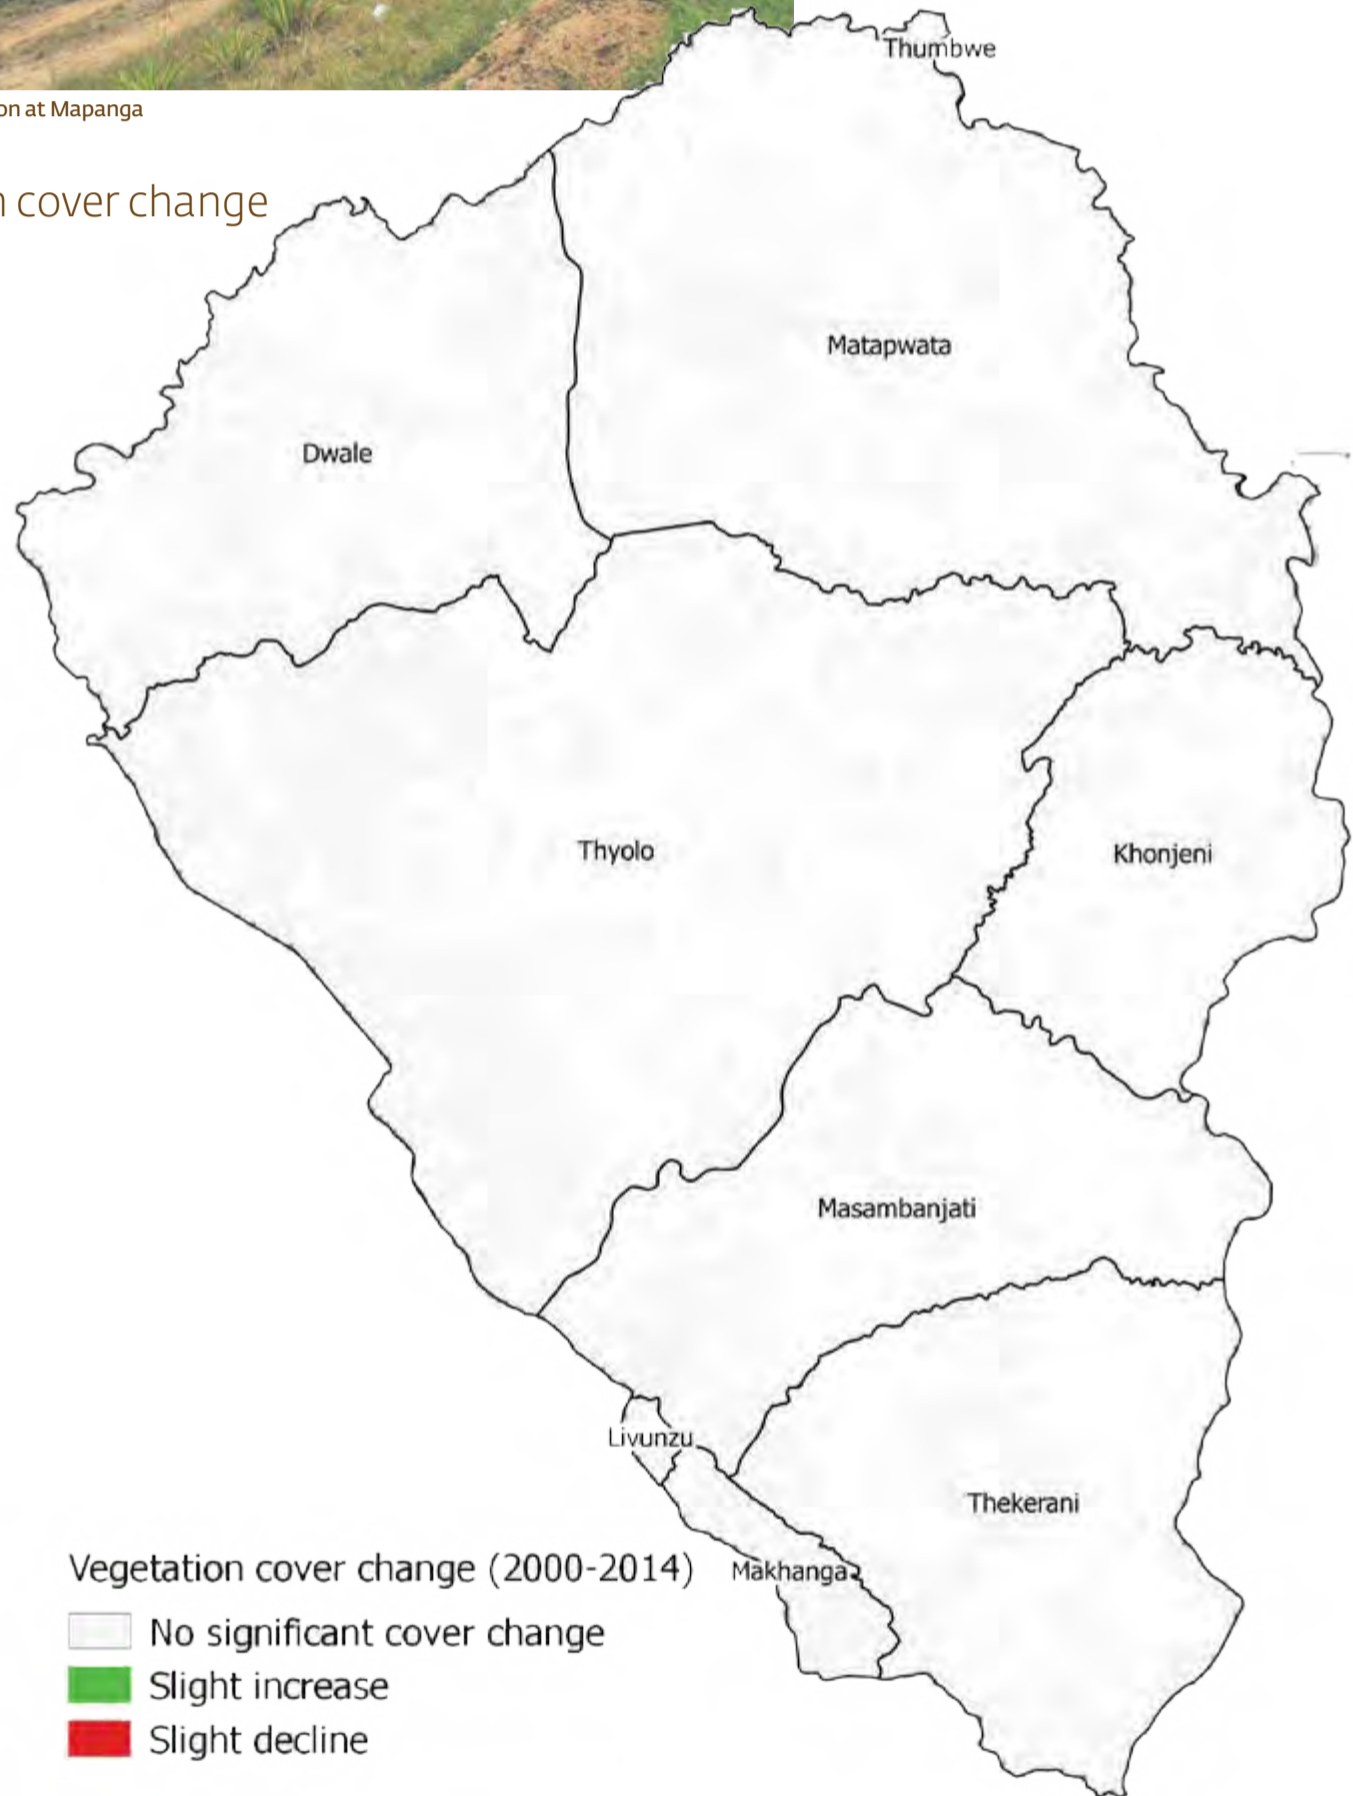 Thumbwe
on at Mapanga
n cover change
Matapwata
Dwale
Thyolo
Khonjeni
Masambanjati
Livunzu
Thekerani
Makhanga
Vegetation cover change (2000-2014)
No significant cover change
Slight increase
Slight decline